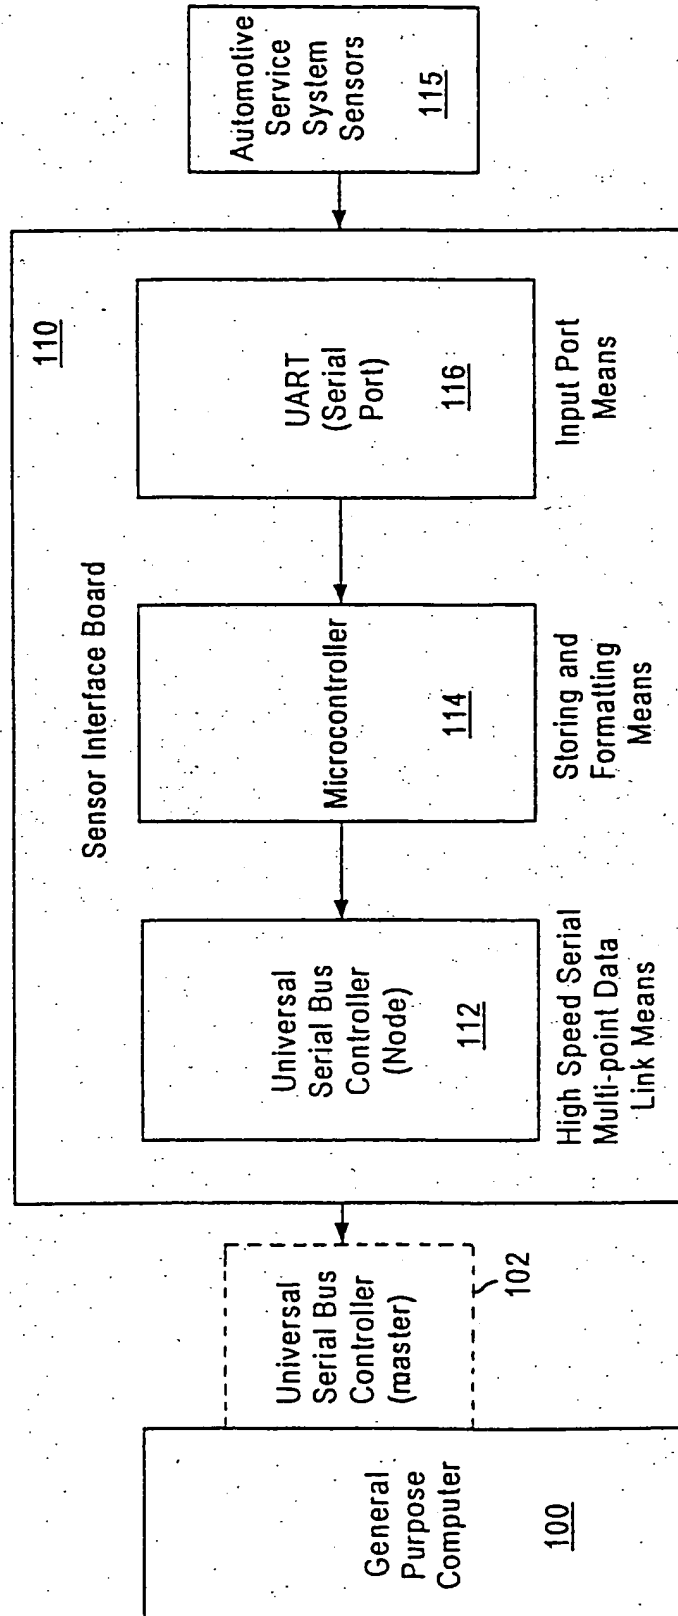 General
Purpose
Computer
100
Universal
Serial Bus
Controller
(master)
102
Sensor Interface Board
110
Universal
Serial Bus
Controller
(Node)
112
High Speed Serial
Multi-point Data
Link Means
Microcontroller
114
Storing and
Formatting
Means
UART
(Serial
Port)
116
Input Port
Means
Automotive
Service
System
Sensors
115